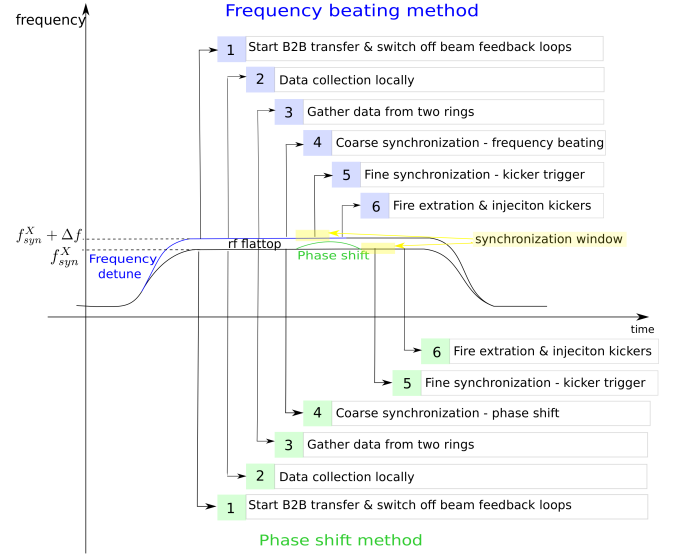 Frequency beating method
frequency
1 Start B2B transfer & switch off beam feedback loops
2 Data collection locally
3 Gather data from two rings
4 Coarse synchronization - frequency beating
5 Fine synchronization - kicker trigger
6 Fire extration & injeciton kickers
f_{syn}^{X} + Δf
synchronization window
rf flattop
f_{syn}^{X}
Frequency
detune
Phase shift
time
6 Fire extration & injeciton kickers
5 Fine synchronization - kicker trigger
4 Coarse synchronization - phase shift
3 Gather data from two rings
2 Data collection locally
1 Start B2B transfer & switch off beam feedback loops
Phase shift method